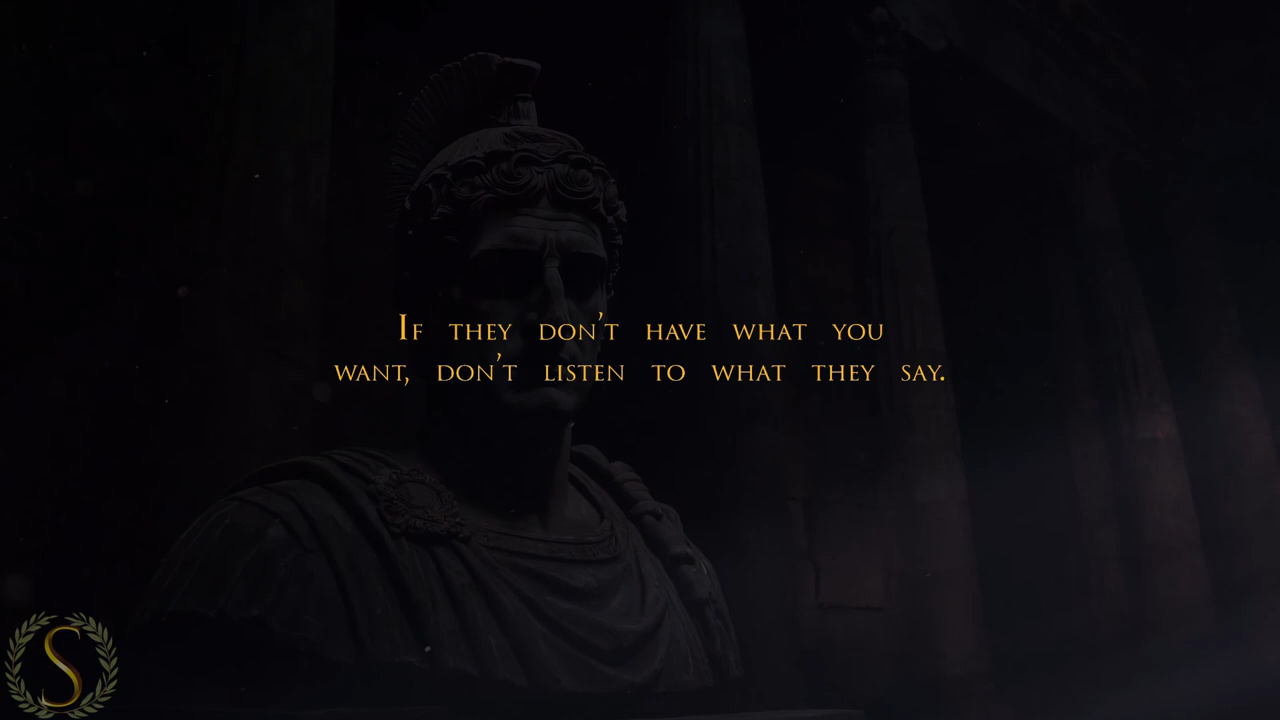 If they don't have what you
want, don't listen to what they say.
S